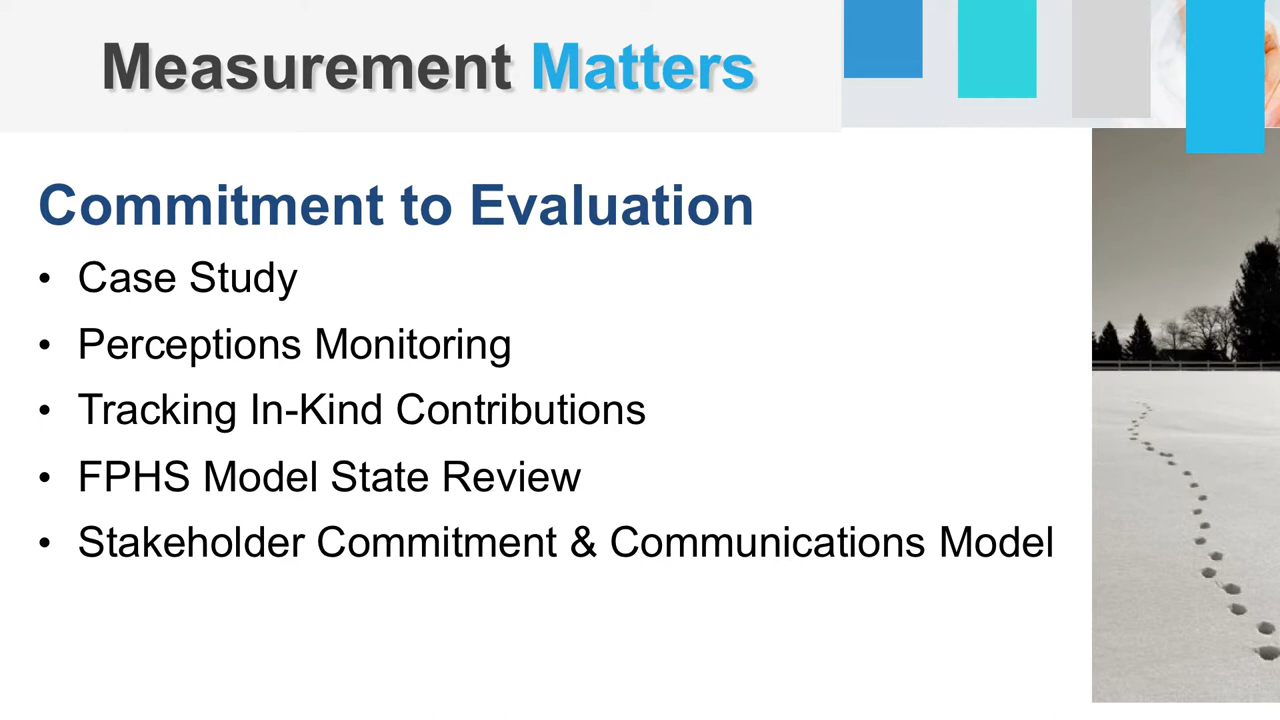 Measurement Matters
Commitment to Evaluation
• Case Study
• Perceptions Monitoring
• Tracking In-Kind Contributions
• FPHS Model State Review
• Stakeholder Commitment & Communications Model